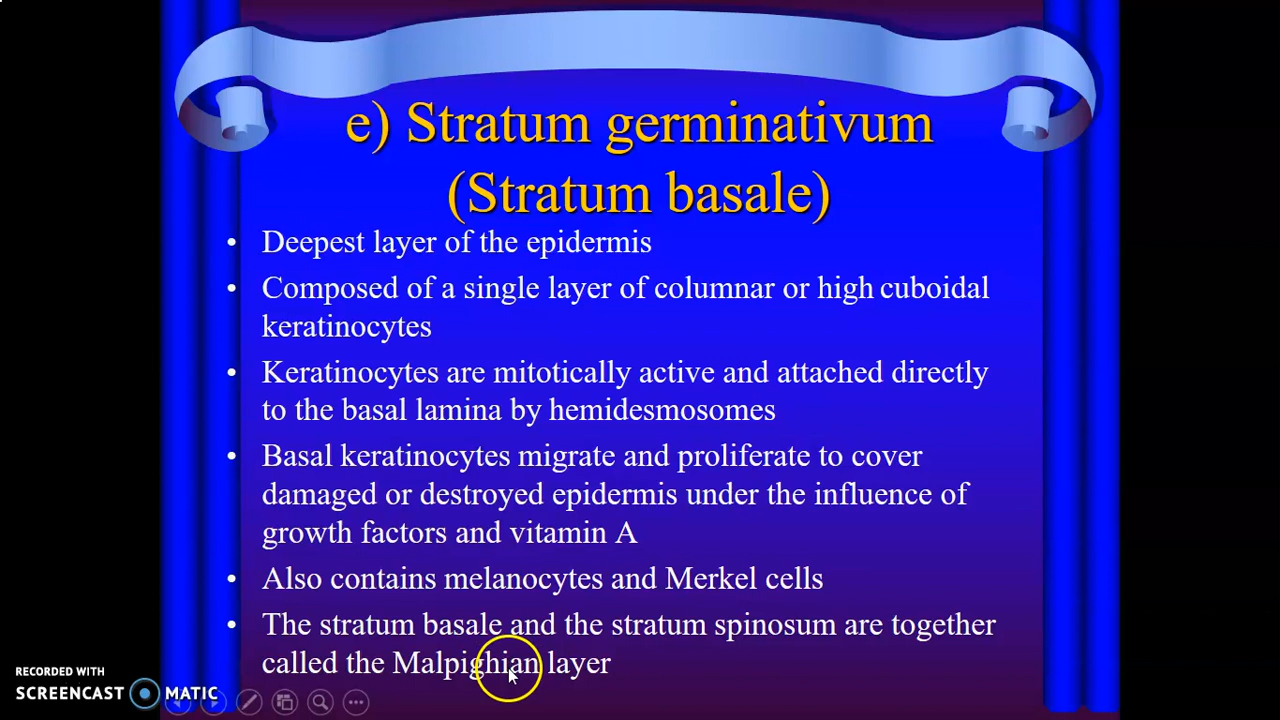 e) Stratum germinativum
(Stratum basale)
• Deepest layer of the epidermis
• Composed of a single layer of columnar or high cuboidal
keratinocytes
• Keratinocytes are mitotically active and attached directly
to the basal lamina by hemidesmosomes
• Basal keratinocytes migrate and proliferate to cover
damaged or destroyed epidermis under the influence of
growth factors and vitamin A
• Also contains melanocytes and Merkel cells
• The stratum basale and the stratum spinosum are together
called the Malpighian layer
RECORDED WITH
SCREENCAST MATIC